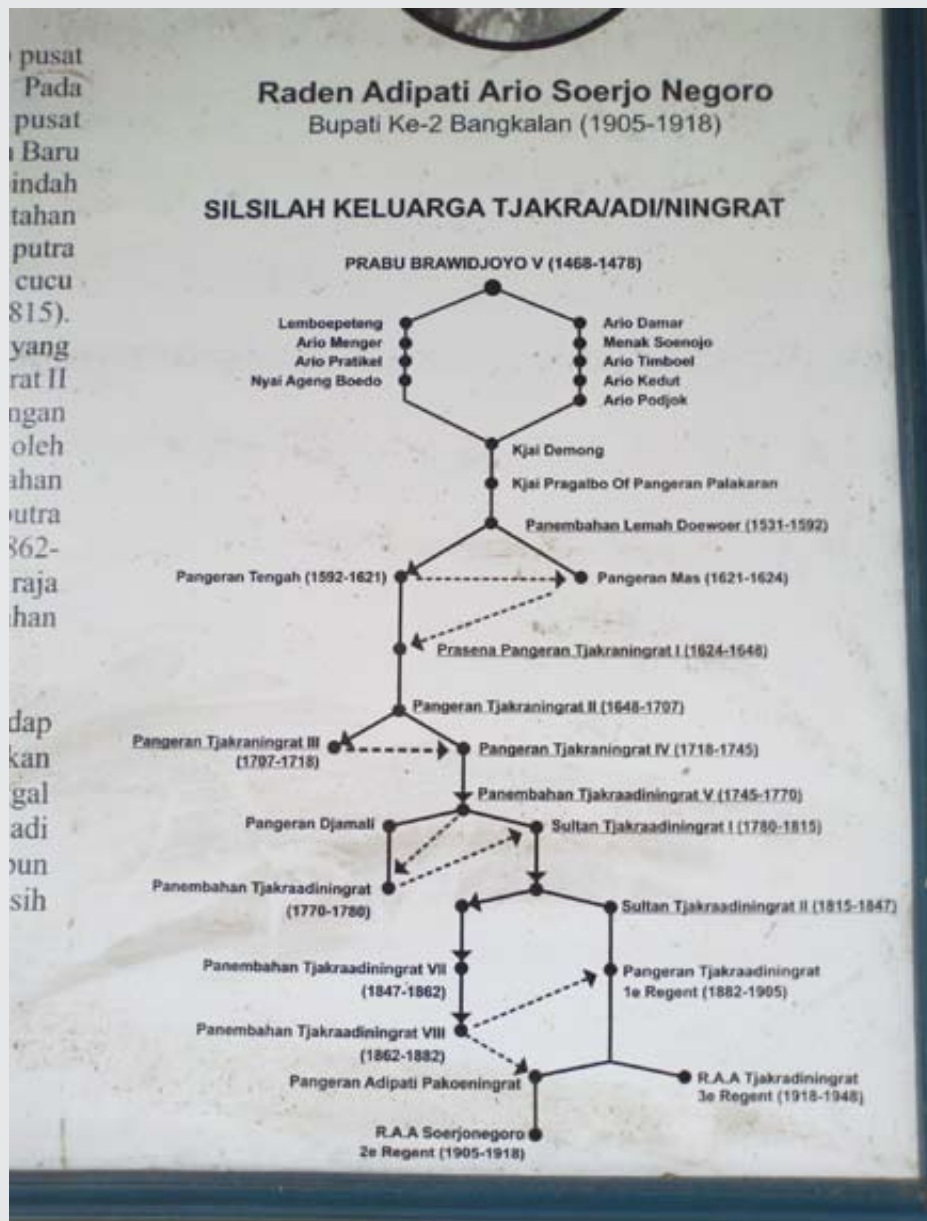 pusat
Pada
pusat
Baru
indah
tahan
putra
cucu
815).
yang
rat II
ngan
oleh
ahan
putra
862-
raja
han
dap
kan
gal
adi
pun
sih
Raden Adipati Ario Soerjo Negoro
Bupati Ke-2 Bangkalan (1905-1918)
SILSILAH KELUARGA TJAKRA/ADI/NINGRAT
PRABU BRAWIDJOYO V (1468-1478)
Lemboepeteng
Ario Menger
Ario Pratikel
Nyai Ageng Boedo
Ario Damar
Menak Soenojo
Ario Timboel
Ario Kedut
Ario Podjok
Kjai Demong
Kjai Pragalbo Of Pangeran Palakaran
Panembahan Lemah Doewoer (1531-1592)
Pangeran Tengah (1592-1621)
Pangeran Mas (1621-1624)
Prasena Pangeran Tjakraningrat I (1624-1648)
Pangeran Tjakraningrat II (1648-1707)
Pangeran Tjakraningrat III
(1707-1718)
Pangeran Tjakraningrat IV (1718-1745)
Panembahan Tjakraadiningrat V (1745-1770)
Pangeran Djamali
Sultan Tjakraadiningrat I (1780-1815)
Panembahan Tjakraadiningrat
(1770-1780)
Sultan Tjakraadiningrat II (1815-1847)
Panembahan Tjakraadiningrat VII
(1847-1862)
Pangeran Tjakraadiningrat
1e Regent (1882-1905)
Panembahan Tjakraadiningrat VIII
(1862-1882)
Pangeran Adipati Pakoeningrat
R.A.A Tjakradiningrat
3e Regent (1918-1948)
R.A.A Soerjonegoro
2e Regent (1905-1918)